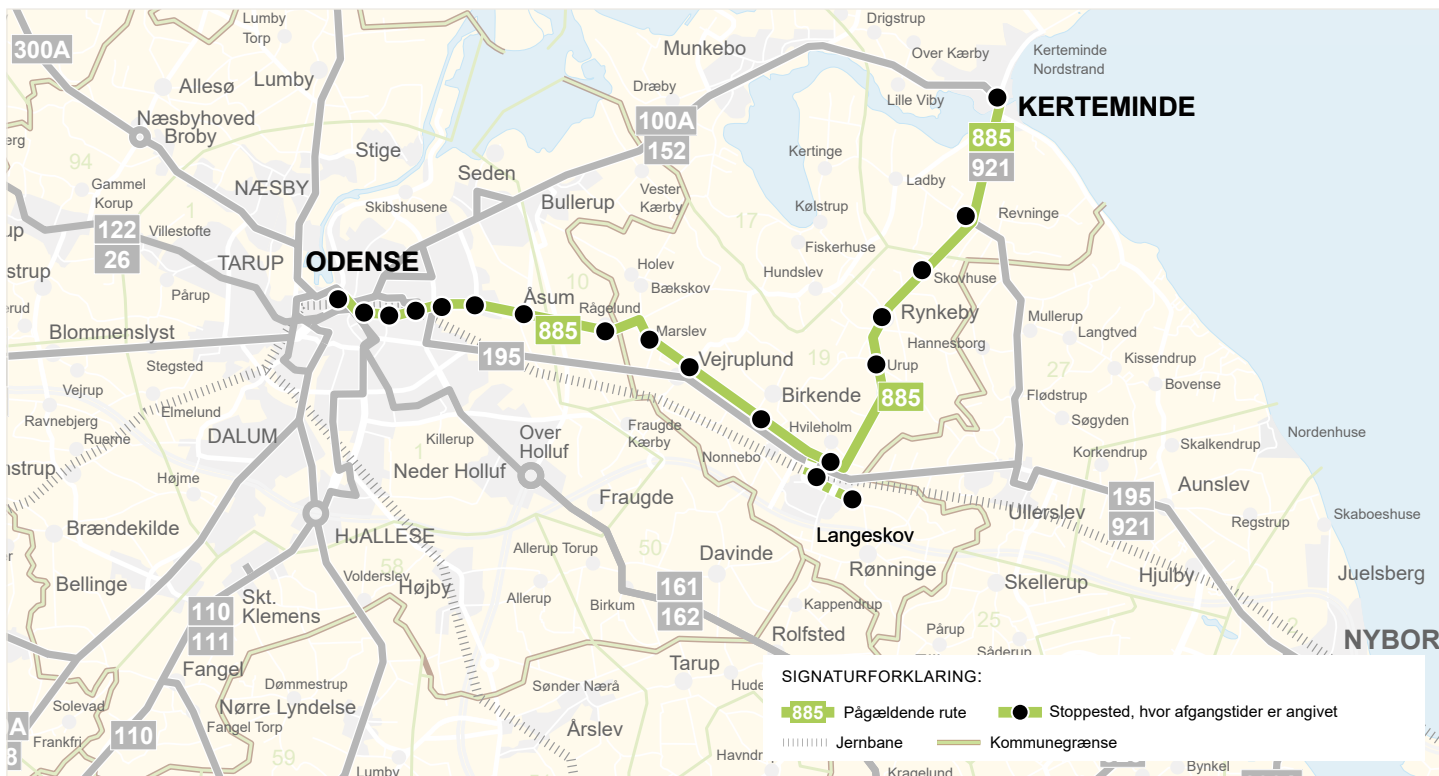 Lumby
Torp
Drigstrup
300A
Munkebo
Over Kærby
Kerteminde
Nordstrand
Lumby
Allesø
Dræby
Lille Viby
KERTEMINDE
Næsbyhoved
Broby
100A
152
885
921
94
Stige
Kertinge
Seden
Ladby
Gammel
Korup
NÆSBY
Vester
Kærby
Bullerup
1
Skibshusene
Kølstrup
17
Revninge
122
26
Villestofte
Fiskerhuse
TARUP
ODENSE
Holev
Hundslev
Skovhuse
10
Bækskov
Pårup
Åsum
Rågelund
Rynkeby
Blommenslyst
885
Marslev
Mullerup
Langtved
Hannesborg
195
Vejruplund
19
Kissendrup
Stegsted
Urup
27
Bovense
Vejrup
Birkende
885
Flødstrup
Elmelund
Ravnebjerg
Søgyden
Ruerne
DALUM
Killerup
Over
Holluf
Fraugde
Kærby
Hvileholm
Nordenhuse
Skalkendrup
Nonnebo
Korkendrup
Neder Holluf
Højme
Aunslev
Fraugde
195
921
Ullerslev
Skaboeshuse
Brændekilde
Regstrup
HJALLESE
Langeskov
Allerup Torup
50
Davinde
58
Rønninge
Volderslev
Højby
Bellinge
Skellerup
Hjulby
Juelsberg
161
162
Skt.
Klemens
110
111
Allerup
Birkum
Kappendrup
25
Rolfsted
Pårup
NYBOR
Fangel
Tarup
Såderup
SIGNATURFORKLARING:
Dømmestrup
Sønder Nærå
Solevad
Nørre Lyndelse
885
Pågældende rute
Stoppested, hvor afgangstider er angivet
Fangel Torp
Årslev
110
Jernbane
Kommunegrænse
59
Lumby
Kragelund
Bynkel